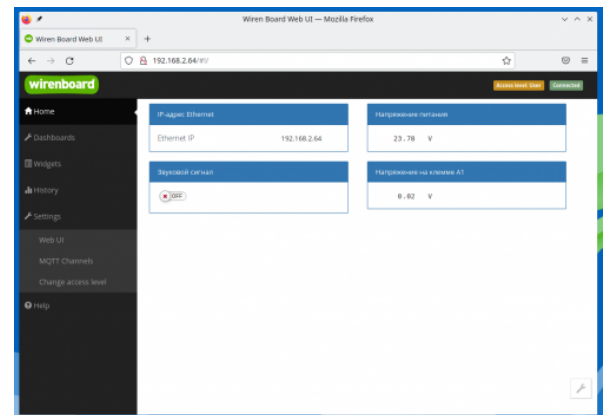 Wiren Board Web UI — Mozilla Firefox
Wiren Board Web UI
192.168.2.64/#!/
wirenboard
Access level: User
Connected
Home
Dashboards
Widgets
History
Settings
Web UI
MQTT Channels
Change access level
Help
IP-адрес Ethernet
Ethernet IP 192.168.2.64
Звуковой сигнал
OFF
Напряжение питания
23.70 V
Напряжение на клемме A1
0.02 V